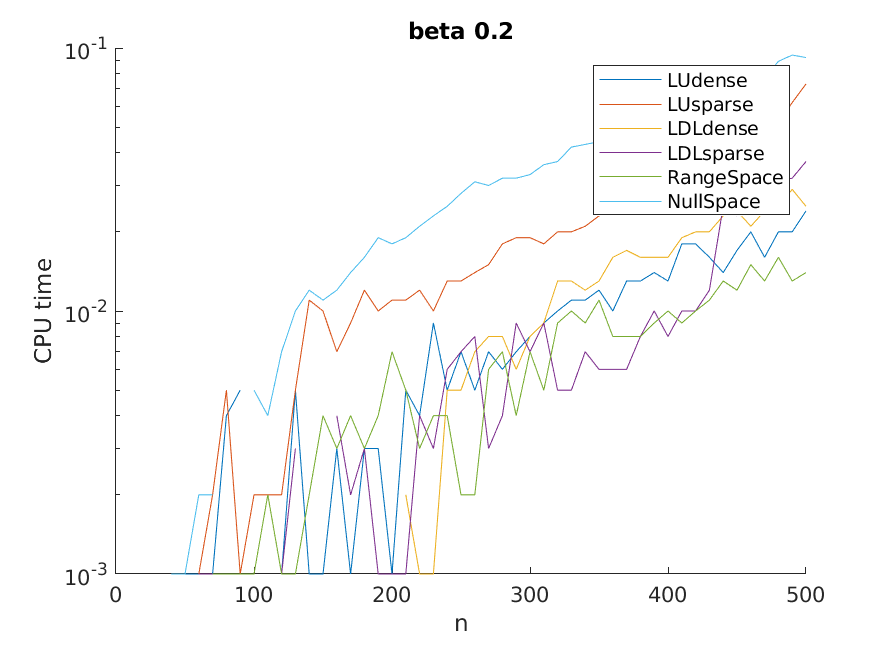 beta 0.2
10-1
10-2
10-3
CPU time
LUdense
LUsparse
LDLdense
LDLsparse
RangeSpace
NullSpace
0 100 200 300 400 500
n